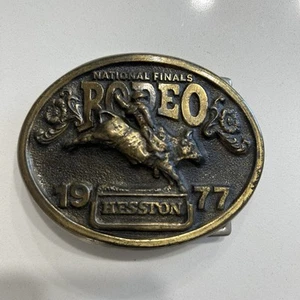 NATIONAL FINALS
RODEO
19 77
HESSTON